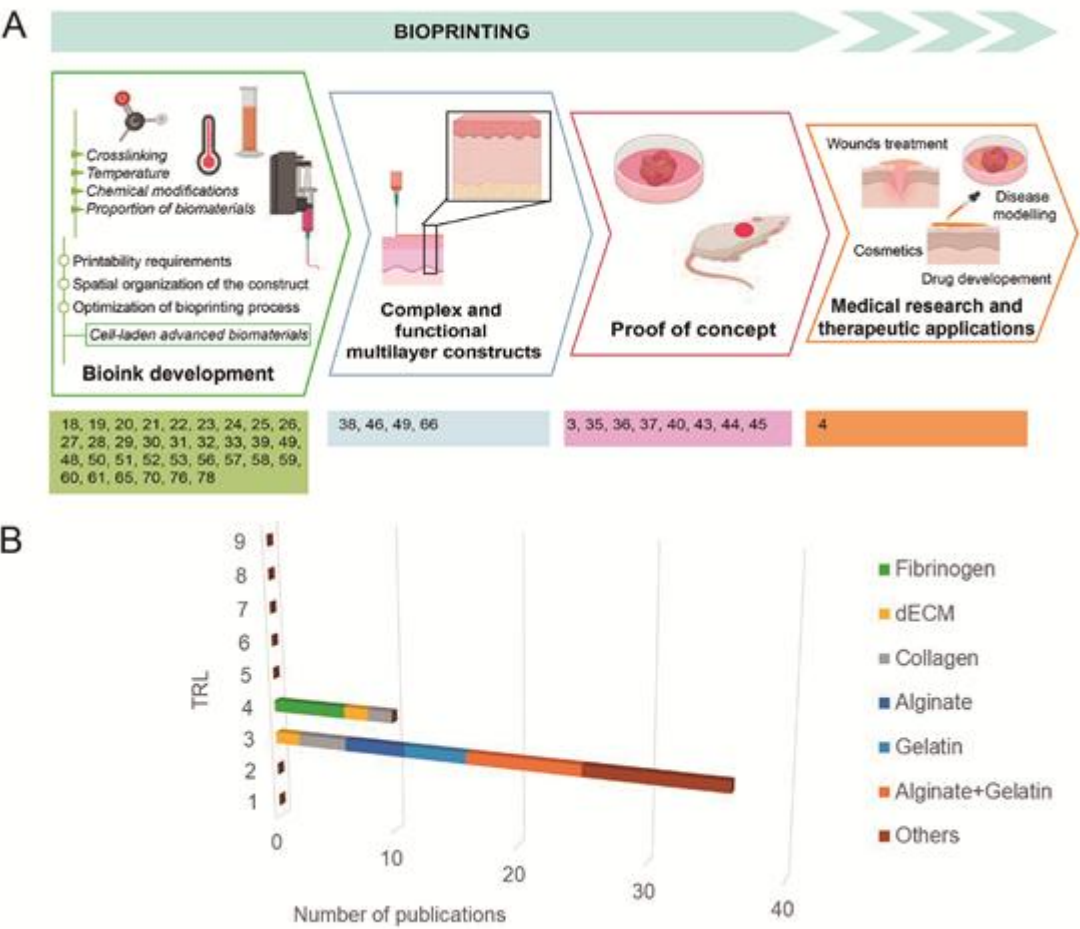 A
BIOPRINTING
Crosslinking
Temperature
Chemical modifications
Proportion of biomaterials
Printability requirements
Spatial organization of the construct
Optimization of bioprinting process
Cell-laden advanced biomaterials
Bioink development
Complex and
functional
multilayer constructs
Proof of concept
Wounds treatment
Disease
modelling
Cosmetics
Drug developement
Medical research and
therapeutic applications
18, 19, 20, 21, 22, 23, 24, 25, 26,
27, 28, 29, 30, 31, 32, 33, 39, 49,
48, 50, 51, 52, 53, 56, 57, 58, 59,
60, 61, 65, 70, 76, 78
38, 46, 49, 66
3, 35, 36, 37, 40, 43, 44, 45
4
B
TRL
9
8
7
6
5
4
3
2
1
0
10
20
30
40
Number of publications
Fibrinogen
dECM
Collagen
Alginate
Gelatin
Alginate+Gelatin
Others